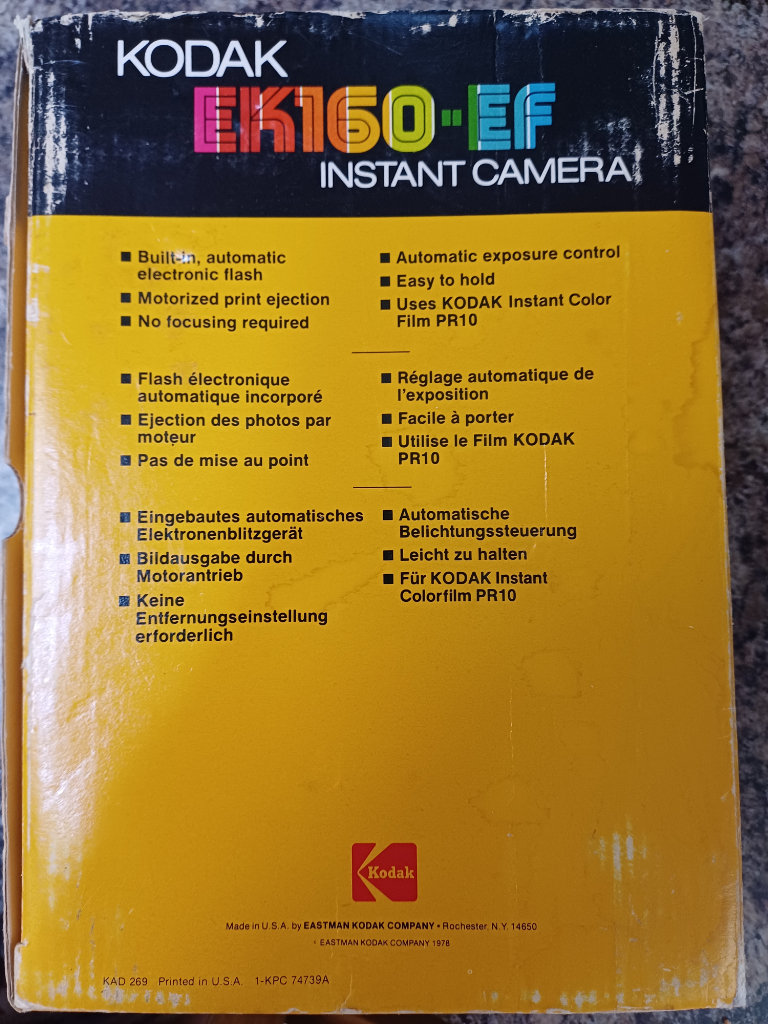 KODAK
EK160-EF
INSTANT CAMERA
■ Built-in, automatic
electronic flash
■ Motorized print ejection
■ No focusing required
■ Automatic exposure control
■ Easy to hold
■ Uses KODAK Instant Color
Film PR10
■ Flash électronique
automatique incorporé
■ Ejection des photos par
moteur
■ Pas de mise au point
■ Réglage automatique de
l'exposition
■ Facile à porter
■ Utilise le Film KODAK
PR10
■ Eingebautes automatisches
Elektronenblitzgerät
■ Bildausgabe durch
Motorantrieb
■ Keine
Entfernungseinstellung
erforderlich
■ Automatische
Belichtungssteuerung
■ Leicht zu halten
■ Für KODAK Instant
Colorfilm PR10
Kodak
Made in U.S.A. by EASTMAN KODAK COMPANY • Rochester, N.Y. 14650
© EASTMAN KODAK COMPANY 1978
KAD 269 Printed in U.S.A. 1-KPC 74739A